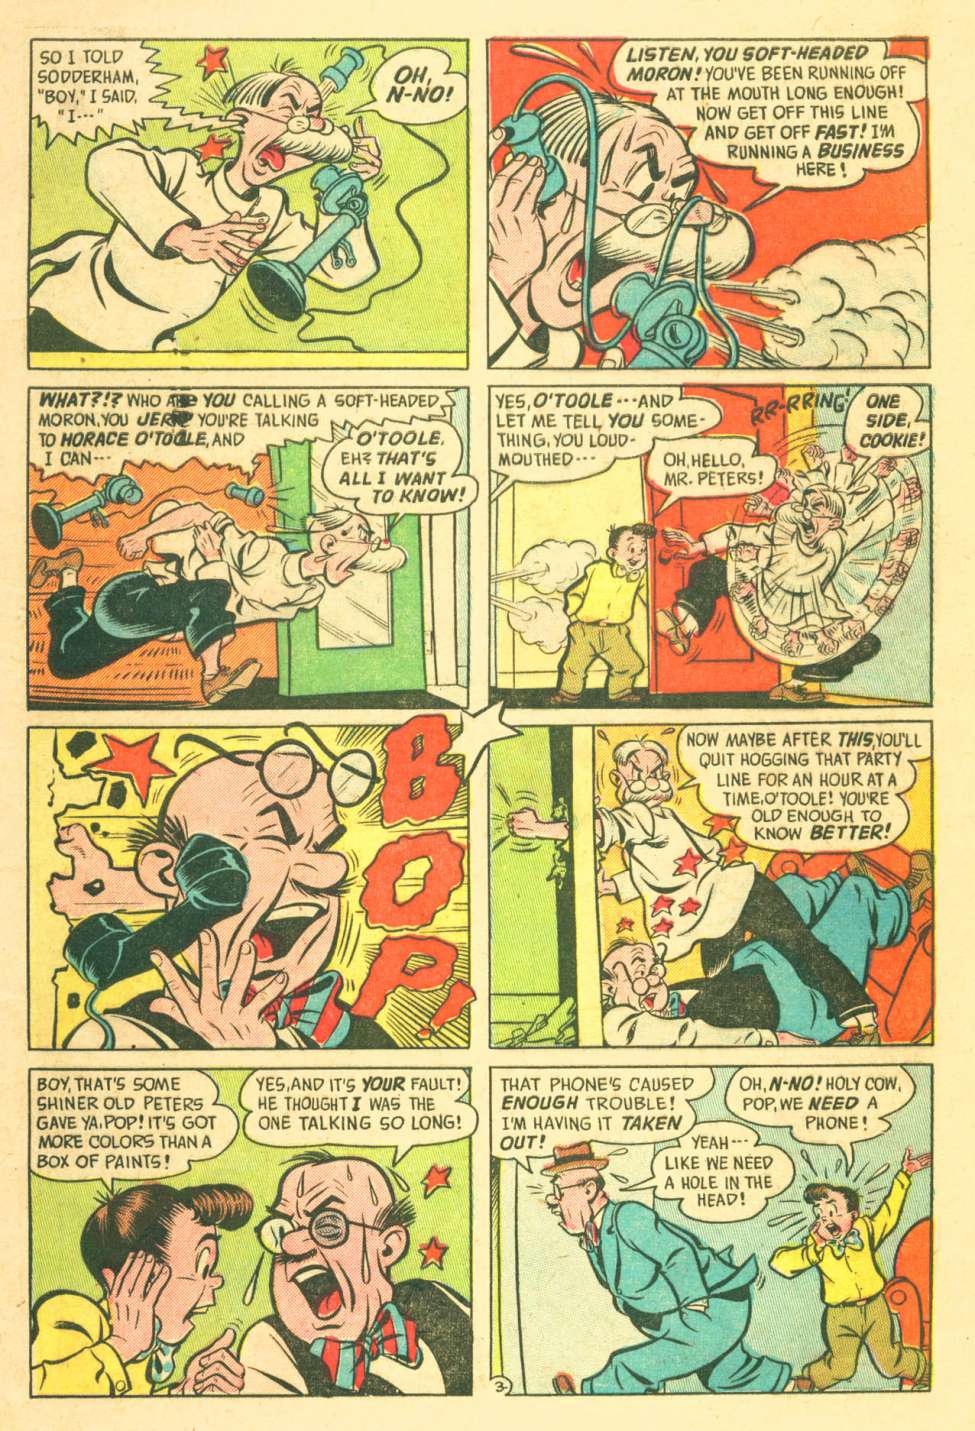 SO I TOLD
SODDERHAM,
"BOY," I SAID,
"I---"
OH,
N-NO!
LISTEN, YOU SOFT-HEADED
MORON! YOU'VE BEEN RUNNING OFF
AT THE MOUTH LONG ENOUGH!
NOW GET OFF THIS LINE
AND GET OFF FAST! I'M
RUNNING A BUSINESS
HERE!
WHAT?!? WHO ARE YOU CALLING A SOFT-HEADED
MORON, YOU JERK? YOU'RE TALKING
TO HORACE O'TOOLE, AND
I CAN---
O'TOOLE,
EH? THAT'S
ALL I WANT
TO KNOW!
YES, O'TOOLE---AND
LET ME TELL YOU SOME-
THING, YOU LOUD-
MOUTHED---
OH, HELLO,
MR. PETERS!
RR-RRING!
ONE
SIDE,
COOKIE!
BOP!
NOW MAYBE AFTER THIS, YOU'LL
QUIT HOGGING THAT PARTY
LINE FOR AN HOUR AT A
TIME, O'TOOLE! YOU'RE
OLD ENOUGH TO
KNOW BETTER!
BOY, THAT'S SOME
SHINER OLD PETERS
GAVE YA, POP! IT'S GOT
MORE COLORS THAN A
BOX OF PAINTS!
YES, AND IT'S YOUR FAULT!
HE THOUGHT I WAS THE
ONE TALKING SO LONG!
THAT PHONE'S CAUSED
ENOUGH TROUBLE!
I'M HAVING IT TAKEN
OUT!
YEAH---
LIKE WE NEED
A HOLE IN THE
HEAD!
OH, N-NO! HOLY COW,
POP, WE NEED A
PHONE!
3.